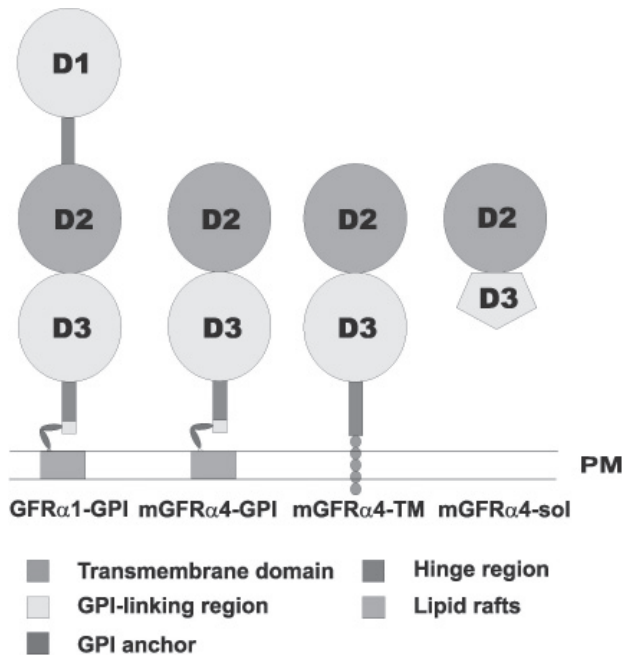 D1
D2 D2 D2 D2
D3 D3 D3 D3
PM
GFRα1-GPI mGFRα4-GPI mGFRα4-TM mGFRα4-sol
Transmembrane domain Hinge region
GPI-linking region Lipid rafts
GPI anchor